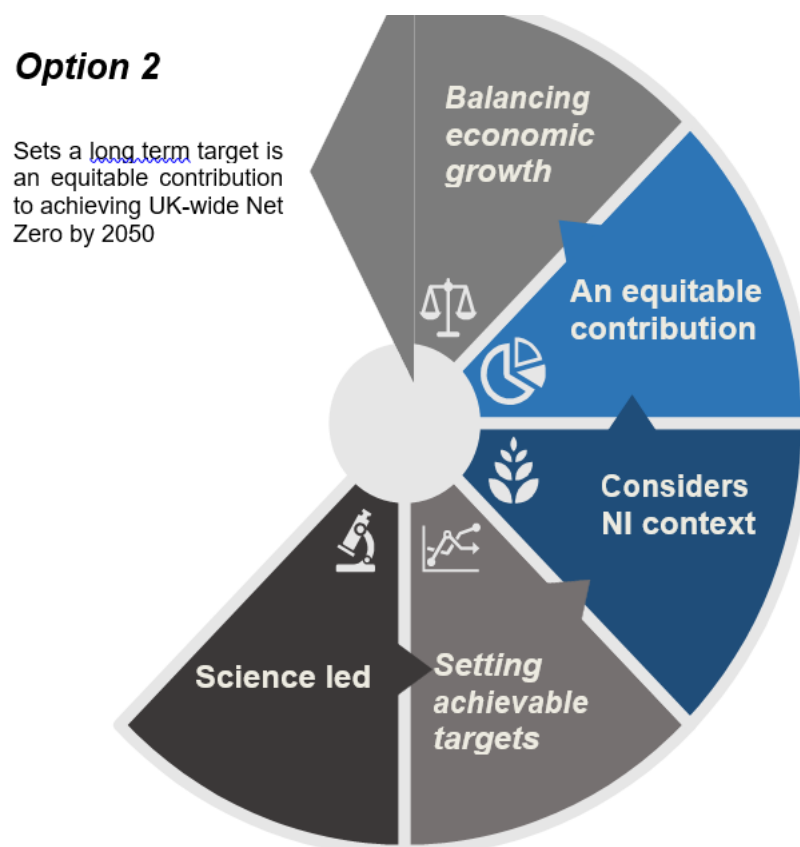 Option 2
Sets a long term target is
an equitable contribution
to achieving UK-wide Net
Zero by 2050
Balancing
economic
growth
An equitable
contribution
Considers
NI context
Setting
achievable
targets
Science led